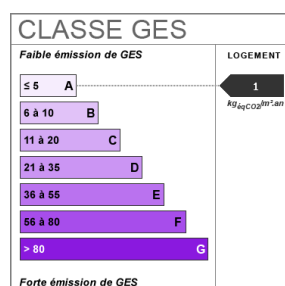 CLASSE GES
Faible émission de GES
LOGEMENT
≤ 5 A
1
kgéqCO2/m².an
6 à 10 B
11 à 20 C
21 à 35 D
36 à 55 E
56 à 80 F
> 80 G
Forte émission de GES